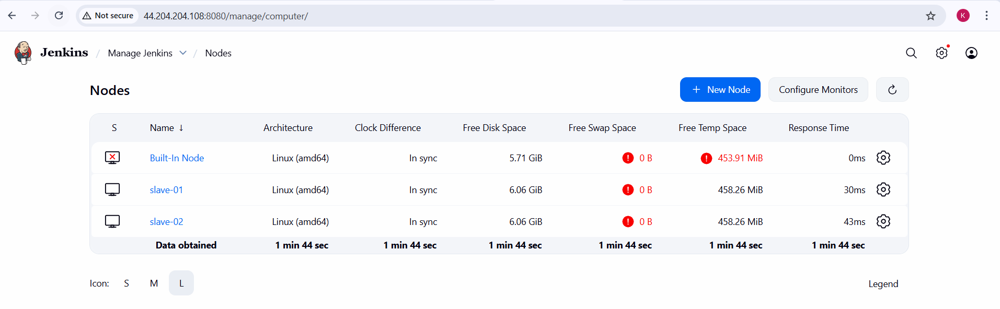 Not secure 44.204.204.108:8080/manage/computer/ K
Jenkins / Manage Jenkins / Nodes
Nodes
+ New Node Configure Monitors
S Name ↓ Architecture Clock Difference Free Disk Space Free Swap Space Free Temp Space Response Time
Built-In Node Linux (amd64) In sync 5.71 GiB ! 0 B ! 453.91 MiB 0ms
slave-01 Linux (amd64) In sync 6.06 GiB ! 0 B 458.26 MiB 30ms
slave-02 Linux (amd64) In sync 6.06 GiB ! 0 B 458.26 MiB 43ms
Data obtained 1 min 44 sec 1 min 44 sec 1 min 44 sec 1 min 44 sec 1 min 44 sec 1 min 44 sec
Icon: S M L Legend